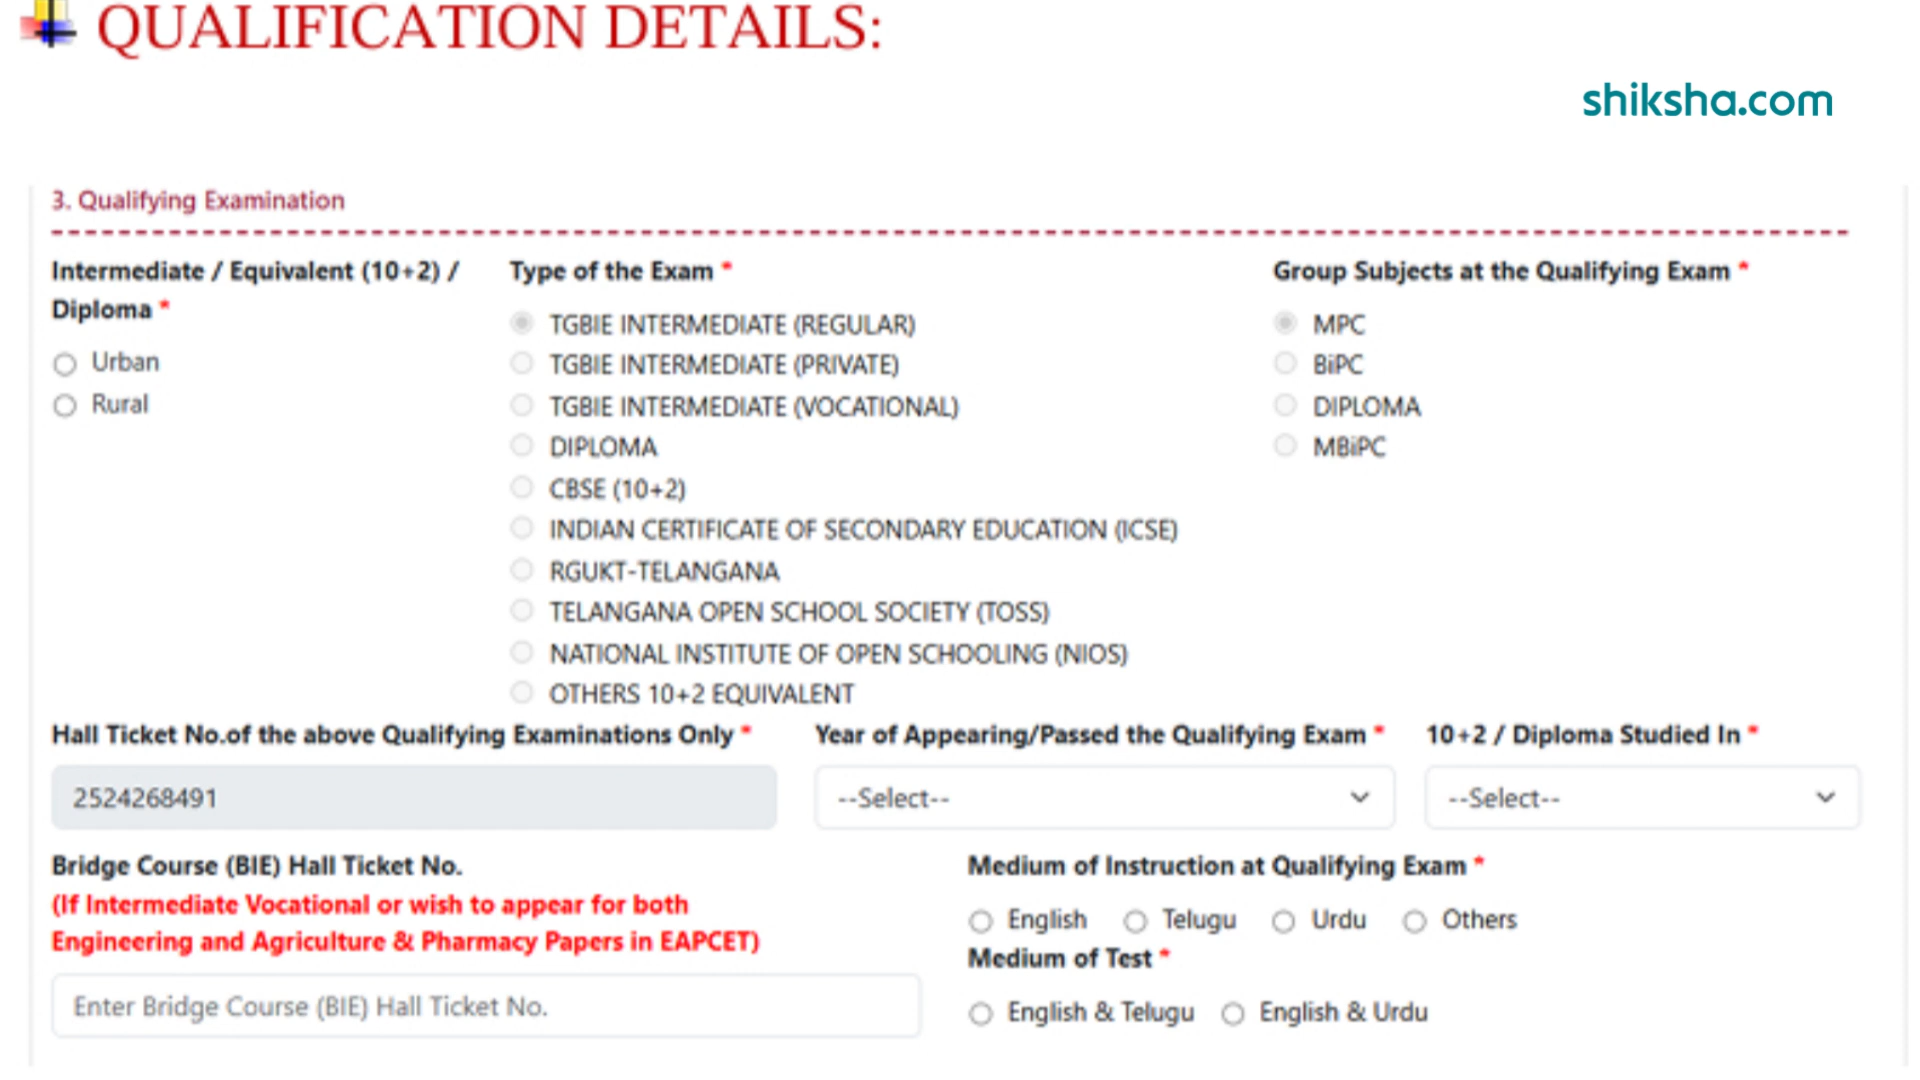 QUALIFICATION DETAILS:
shiksha.com
3. Qualifying Examination
Intermediate / Equivalent (10+2) /
Diploma *
Urban
Rural
Type of the Exam *
TGBIE INTERMEDIATE (REGULAR)
TGBIE INTERMEDIATE (PRIVATE)
TGBIE INTERMEDIATE (VOCATIONAL)
DIPLOMA
CBSE (10+2)
INDIAN CERTIFICATE OF SECONDARY EDUCATION (ICSE)
RGUKT-TELANGANA
TELANGANA OPEN SCHOOL SOCIETY (TOSS)
NATIONAL INSTITUTE OF OPEN SCHOOLING (NIOS)
OTHERS 10+2 EQUIVALENT
Group Subjects at the Qualifying Exam *
MPC
BiPC
DIPLOMA
MBiPC
Hall Ticket No.of the above Qualifying Examinations Only *
2524268491
Year of Appearing/Passed the Qualifying Exam *
--Select--
10+2 / Diploma Studied In *
--Select--
Bridge Course (BIE) Hall Ticket No.
(If Intermediate Vocational or wish to appear for both
Engineering and Agriculture & Pharmacy Papers in EAPCET)
Enter Bridge Course (BIE) Hall Ticket No.
Medium of Instruction at Qualifying Exam *
English Telugu Urdu Others
Medium of Test *
English & Telugu English & Urdu